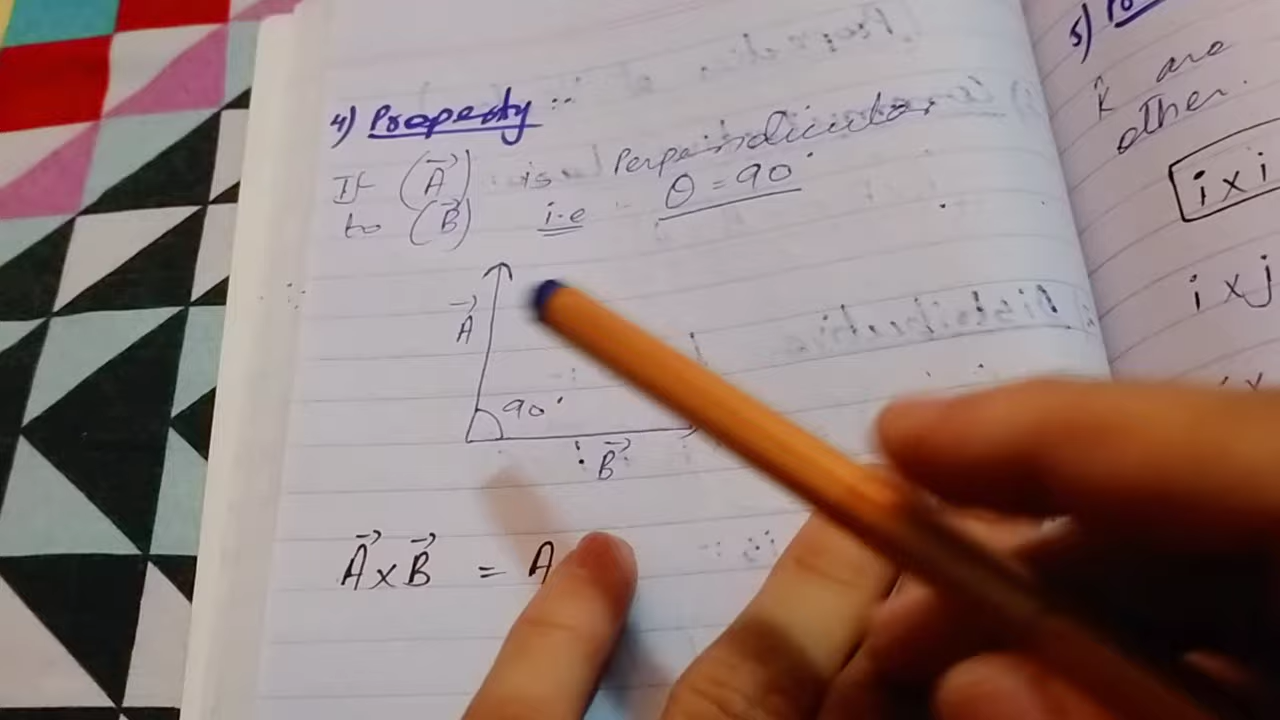 4) Property :-
If (A⃗) is Perpendicular
to (B⃗) i.e θ = 90°
A⃗
90°
B⃗
A⃗ x B⃗ = A
5)
k̂ are
other.
i x i
i x j